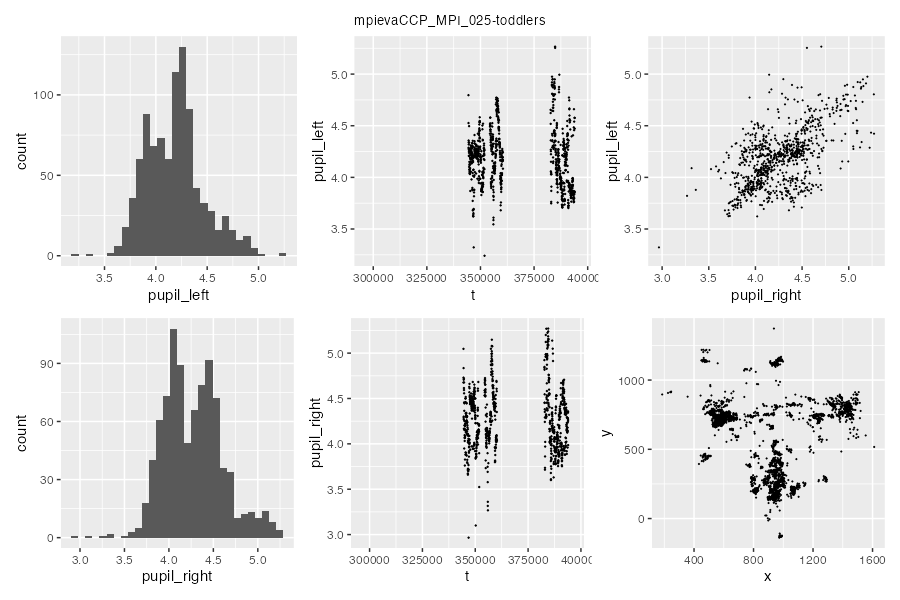 mpievaCCP_MPI_025-toddlers
count
100
50
0
3.5 4.0 4.5 5.0
pupil_left
pupil_left
5.0
4.5
4.0
3.5
300000 325000 350000 375000 40000
t
pupil_left
5.0
4.5
4.0
3.5
3.0 3.5 4.0 4.5 5.0
pupil_right
count
90
60
30
0
3.0 3.5 4.0 4.5 5.0
pupil_right
pupil_right
5.0
4.5
4.0
3.5
3.0
300000 325000 350000 375000 40000
t
y
1000
500
0
400 800 1200 1600
x